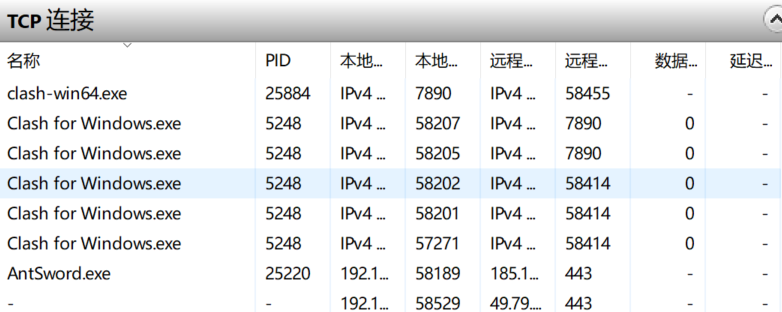 TCP 连接
名称 PID 本地... 本地... 远程... 远程... 数据... 延迟...
clash-win64.exe 25884 IPv4 ... 7890 IPv4 ... 58455 - -
Clash for Windows.exe 5248 IPv4 ... 58207 IPv4 ... 7890 0 -
Clash for Windows.exe 5248 IPv4 ... 58205 IPv4 ... 7890 0 -
Clash for Windows.exe 5248 IPv4 ... 58202 IPv4 ... 58414 0 -
Clash for Windows.exe 5248 IPv4 ... 58201 IPv4 ... 58414 0 -
Clash for Windows.exe 5248 IPv4 ... 57271 IPv4 ... 58414 0 -
AntSword.exe 25220 192.1... 58189 185.1... 443 - -
- - 192.1... 58529 49.79.... 443 - -